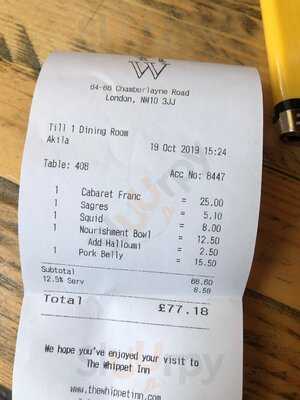 W
64-68 Chamberlayne Road
London, NW10 3JJ
Till 1 Dining Room
Akila 19 Oct 2019 15:24
Table: 408 Acc No: 8447
1 Cabaret Franc = 25.00
1 Sagres = 5.10
1 Squid = 8.00
1 Nourishment Bowl = 12.50
Add Halloumi = 2.50
1 Pork Belly = 15.50
Subtotal 68.60
12.5% Serv 8.58
Total £77.18
We hope you've enjoyed your visit to
The Whippet Inn
www.thewhippetinn.com